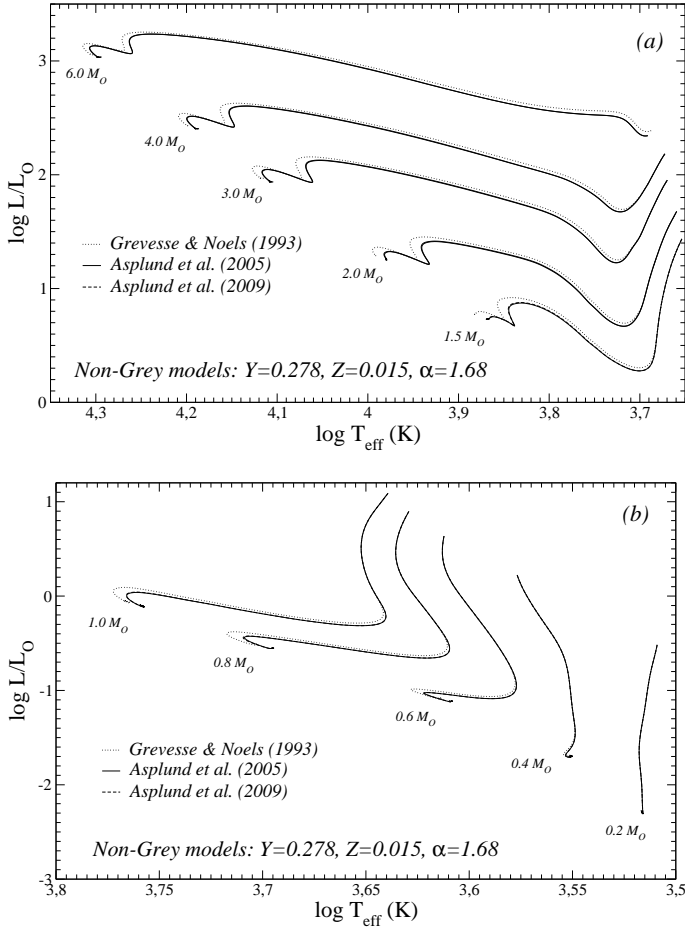 (a)
3
2
1
0
log L/L_O
6.0 M_O
4.0 M_O
3.0 M_O
2.0 M_O
1.5 M_O
Grevesse & Noels (1993)
Asplund et al. (2005)
Asplund et al. (2009)
Non-Grey models: Y=0.278, Z=0.015, α=1.68
4,3 4,2 4,1 4 3,9 3,8 3,7
log T_eff (K)
(b)
1
0
-1
-2
-3
log L/L_O
1.0 M_O
0.8 M_O
0.6 M_O
0.4 M_O
0.2 M_O
Grevesse & Noels (1993)
Asplund et al. (2005)
Asplund et al. (2009)
Non-Grey models: Y=0.278, Z=0.015, α=1.68
3,8 3,75 3,7 3,65 3,6 3,55 3,5
log T_eff (K)